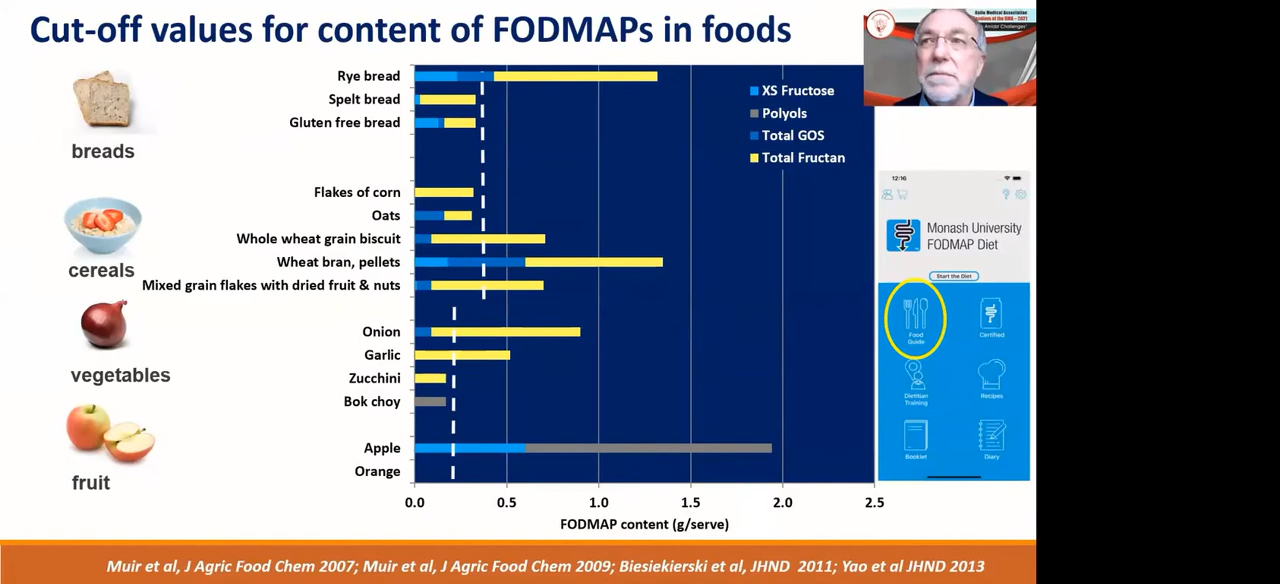 Cut-off values for content of FODMAPs in foods
breads
cereals
vegetables
fruit
Rye bread
Spelt bread
Gluten free bread
Flakes of corn
Oats
Whole wheat grain biscuit
Wheat bran, pellets
Mixed grain flakes with dried fruit & nuts
Onion
Garlic
Zucchini
Bok choy
Apple
Orange
XS Fructose
Polyols
Total GOS
Total Fructan
0.0 0.5 1.0 1.5 2.0 2.5
FODMAP content (g/serve)
12/16
Monash University
FODMAP Diet
Start the Diet
Food
Guide
Certified
Dietitian
Training
Recipes
Booklet
Diary
Muir et al, J Agric Food Chem 2007; Muir et al, J Agric Food Chem 2009; Biesiekierski et al, JHND 2011; Yao et al JHND 2013